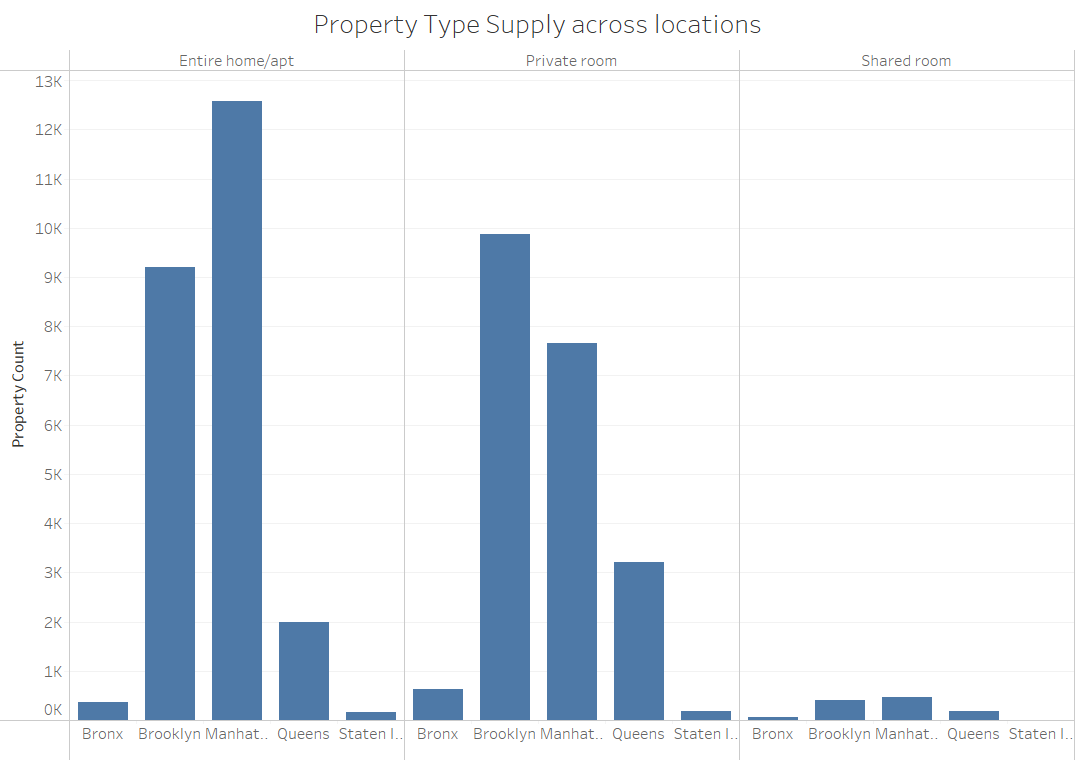 Property Type Supply across locations
Entire home/apt Private room Shared room
13K
12K
11K
10K
9K
8K
7K
6K
5K
4K
3K
2K
1K
0K
Property Count
Bronx Brooklyn Manhat.. Queens Staten I.. Bronx Brooklyn Manhat.. Queens Staten I.. Bronx Brooklyn Manhat.. Queens Staten I..